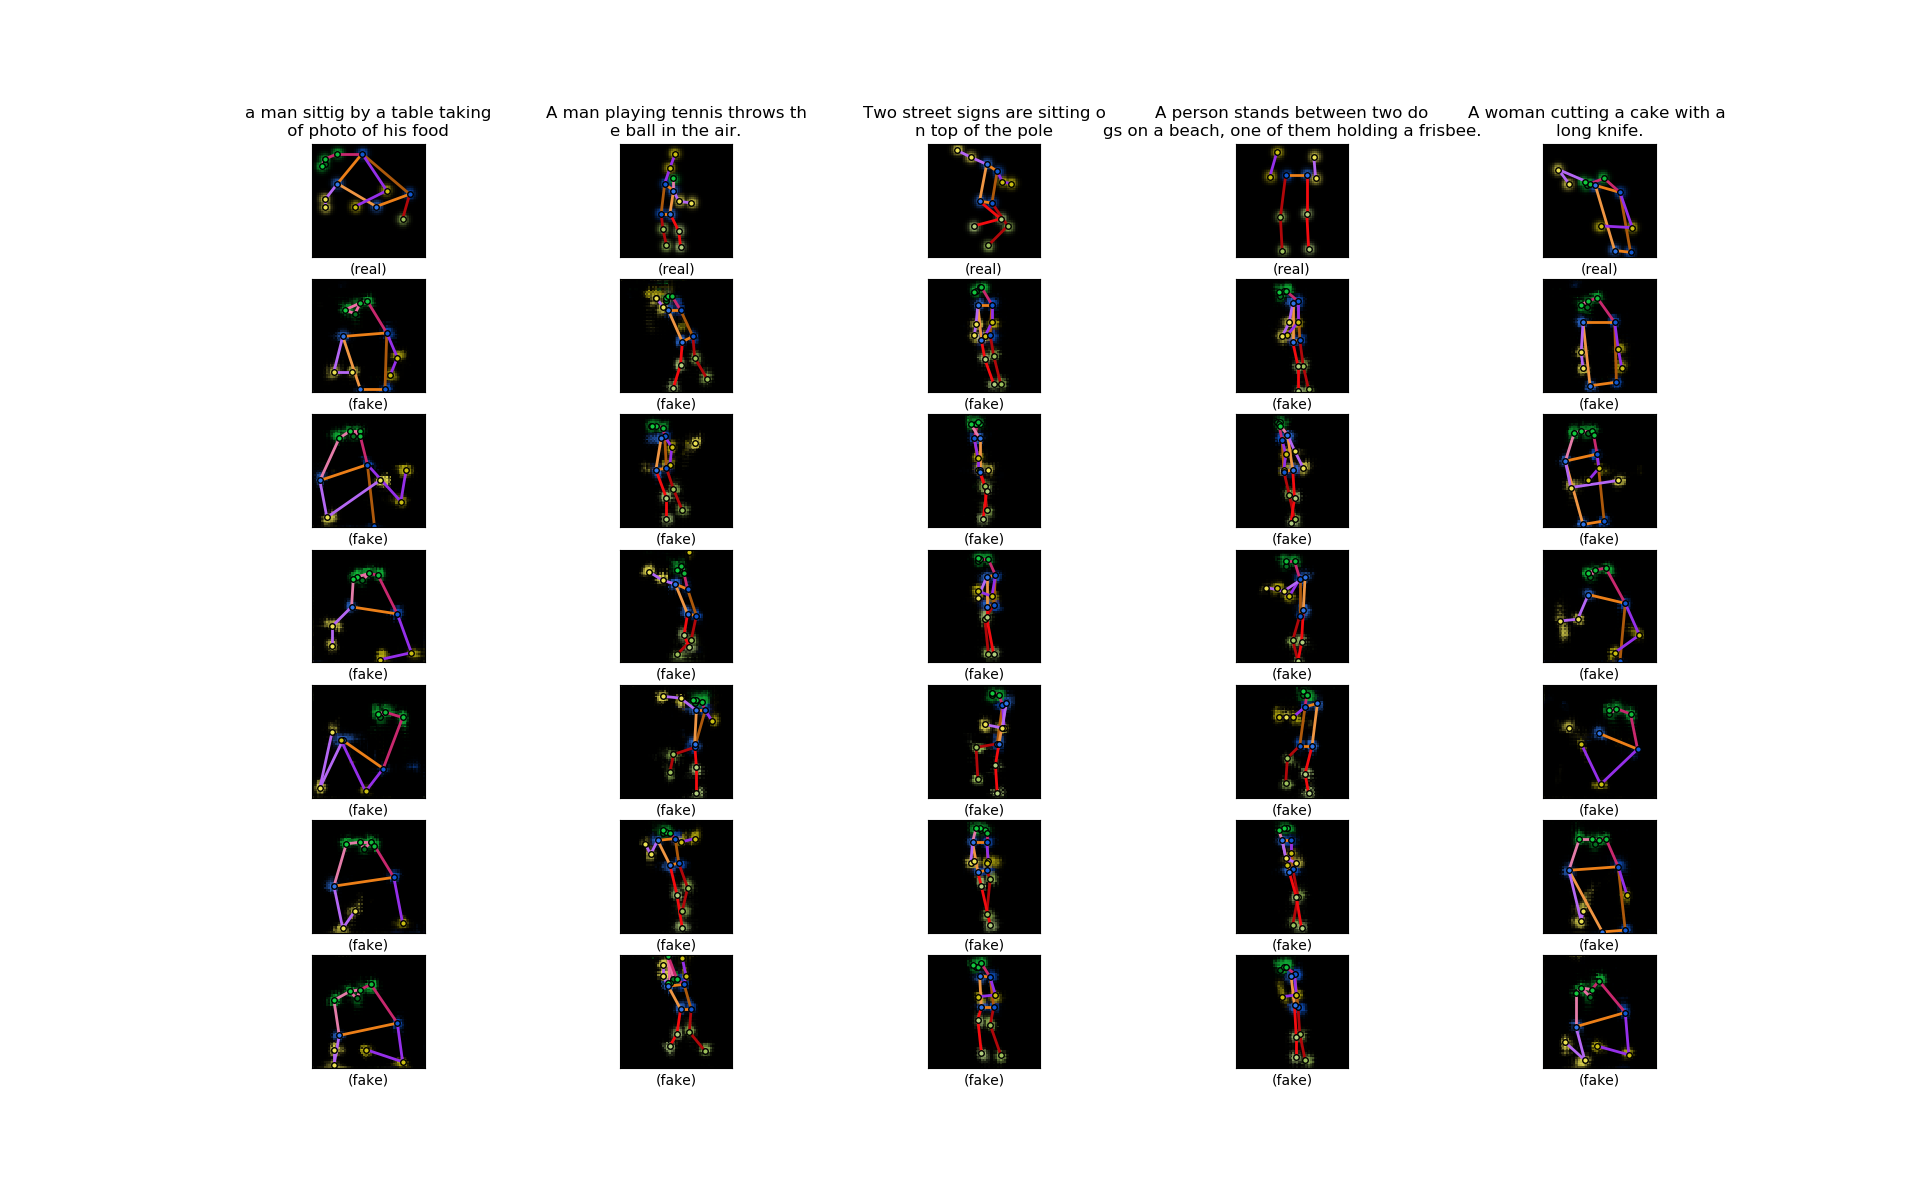 a man sittig by a table taking
of photo of his food
A man playing tennis throws th
e ball in the air.
Two street signs are sitting o
n top of the pole
A person stands between two do
gs on a beach, one of them holding a frisbee.
A woman cutting a cake with a
long knife.
(real) (real) (real) (real) (real)
(fake) (fake) (fake) (fake) (fake)
(fake) (fake) (fake) (fake) (fake)
(fake) (fake) (fake) (fake) (fake)
(fake) (fake) (fake) (fake) (fake)
(fake) (fake) (fake) (fake) (fake)
(fake) (fake) (fake) (fake) (fake)